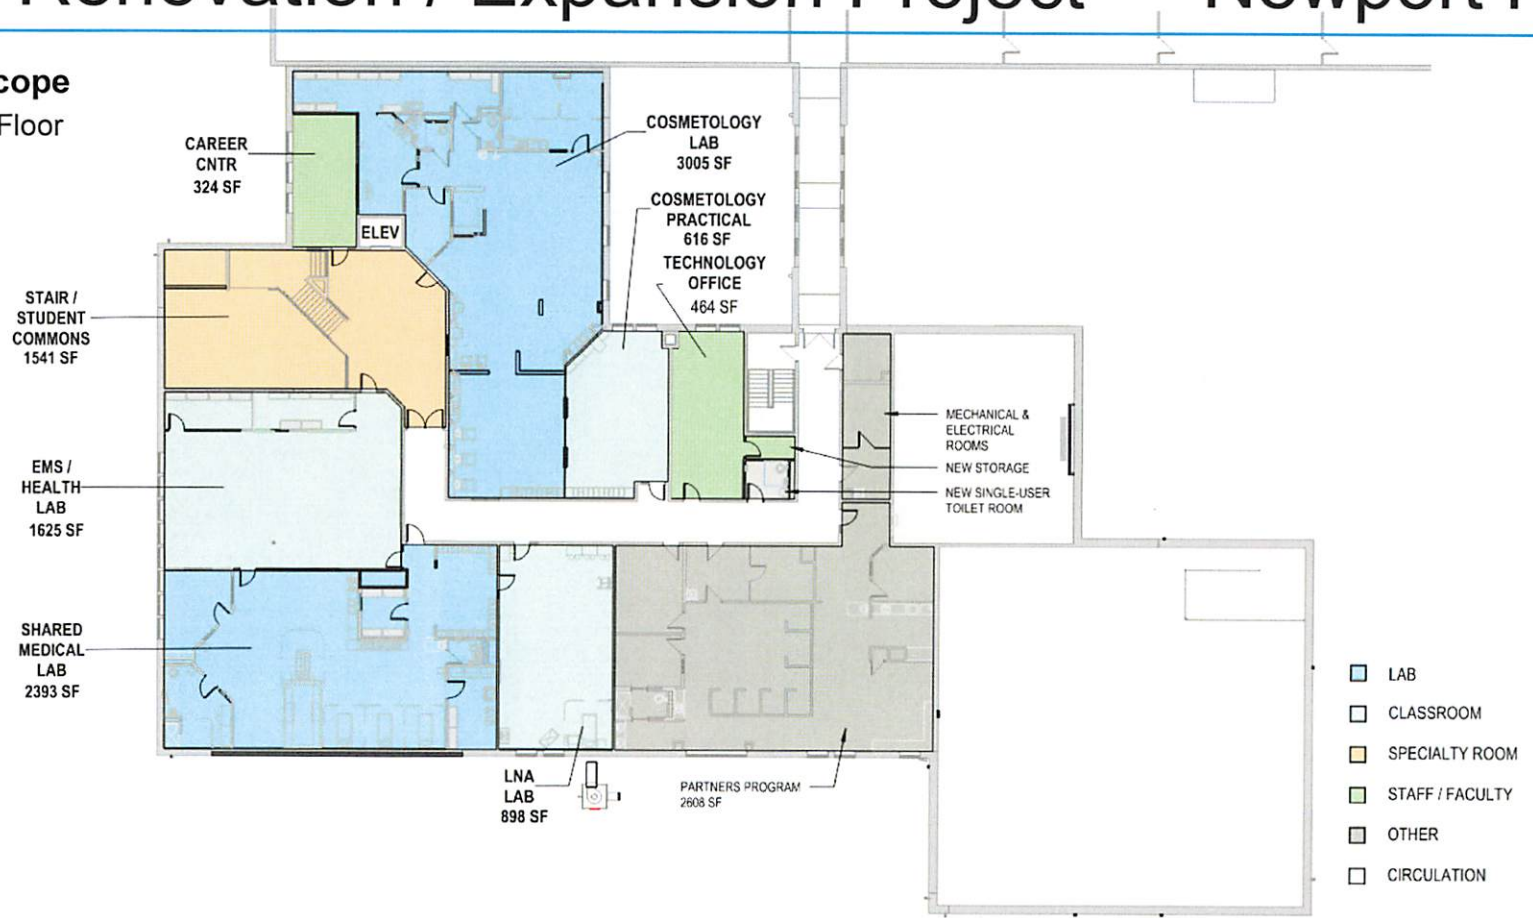 Renovation / Expansion Project
Newport
cope
Floor
CAREER
CNTR
324 SF
COSMETOLOGY
LAB
3005 SF
COSMETOLOGY
PRACTICAL
616 SF
TECHNOLOGY
OFFICE
464 SF
ELEV
STAIR /
STUDENT
COMMONS
1541 SF
MECHANICAL &
ELECTRICAL
ROOMS
NEW STORAGE
NEW SINGLE-USER
TOILET ROOM
EMS /
HEALTH
LAB
1625 SF
SHARED
MEDICAL
LAB
2393 SF
LNA
LAB
898 SF
PARTNERS PROGRAM
2608 SF
LAB
CLASSROOM
SPECIALTY ROOM
STAFF / FACULTY
OTHER
CIRCULATION